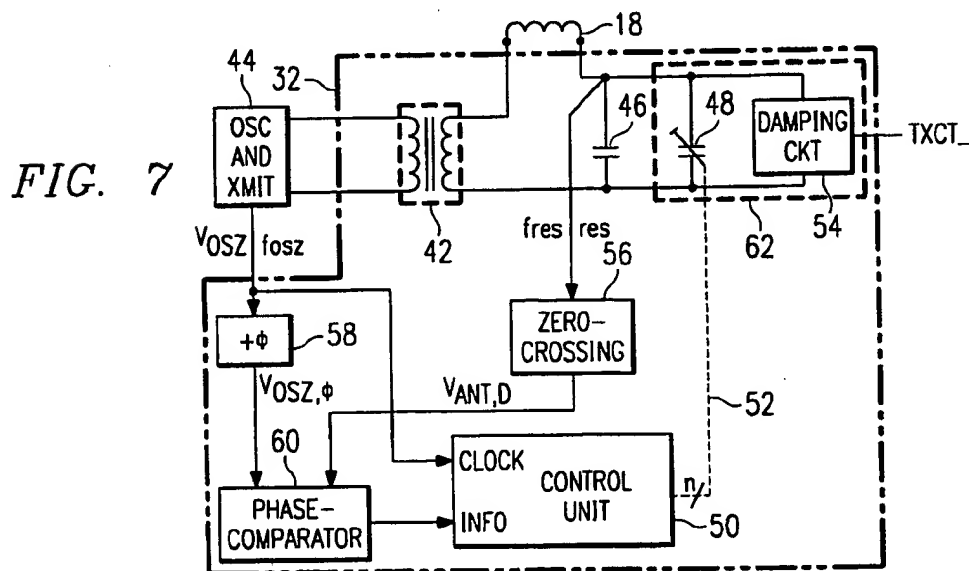 FIG. 7
18
44
32
OSC
AND
XMIT
42
46
48
DAMPING
CKT
TXCT_
54
62
VOSZ fosz
fres res
56
ZERO-
CROSSING
+Φ
58
VOSZ,Φ
VANT,D
52
60
PHASE-
COMPARATOR
CLOCK
INFO
CONTROL
UNIT
n
50